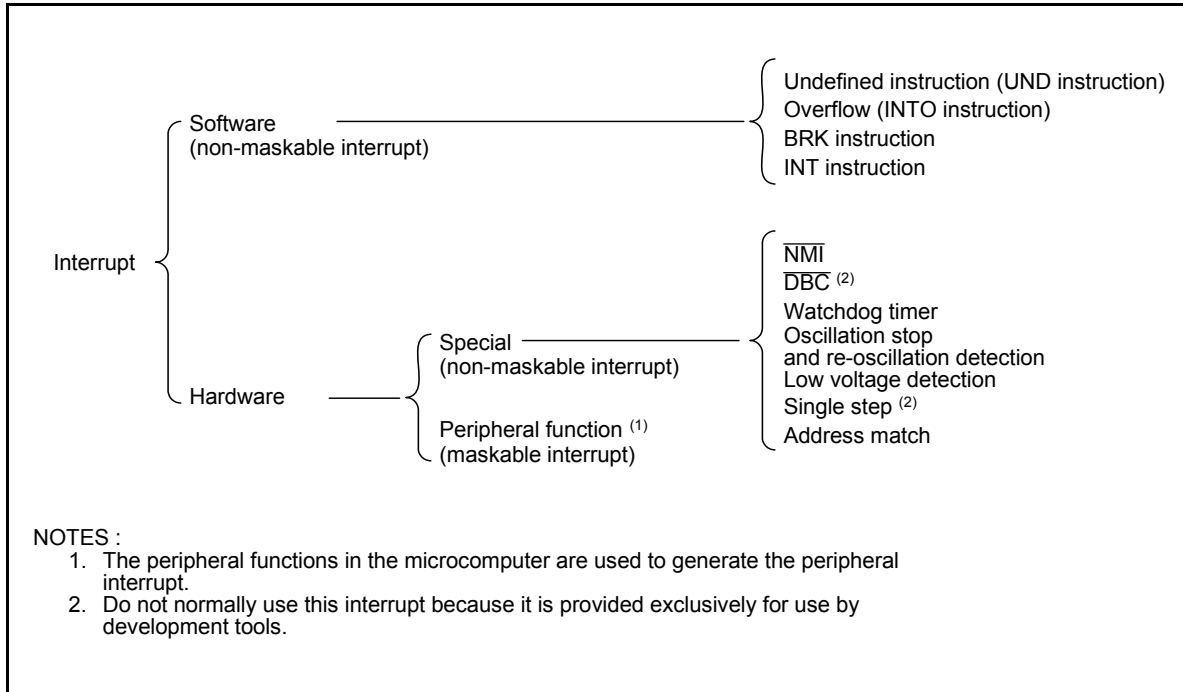 Interrupt
Software
(non-maskable interrupt)
Undefined instruction (UND instruction)
Overflow (INTO instruction)
BRK instruction
INT instruction
Hardware
Special
(non-maskable interrupt)
N̅M̅I̅
D̅B̅C̅ (2)
Watchdog timer
Oscillation stop
and re-oscillation detection
Low voltage detection
Single step (2)
Address match
Peripheral function (1)
(maskable interrupt)
NOTES :
1. The peripheral functions in the microcomputer are used to generate the peripheral
interrupt.
2. Do not normally use this interrupt because it is provided exclusively for use by
development tools.